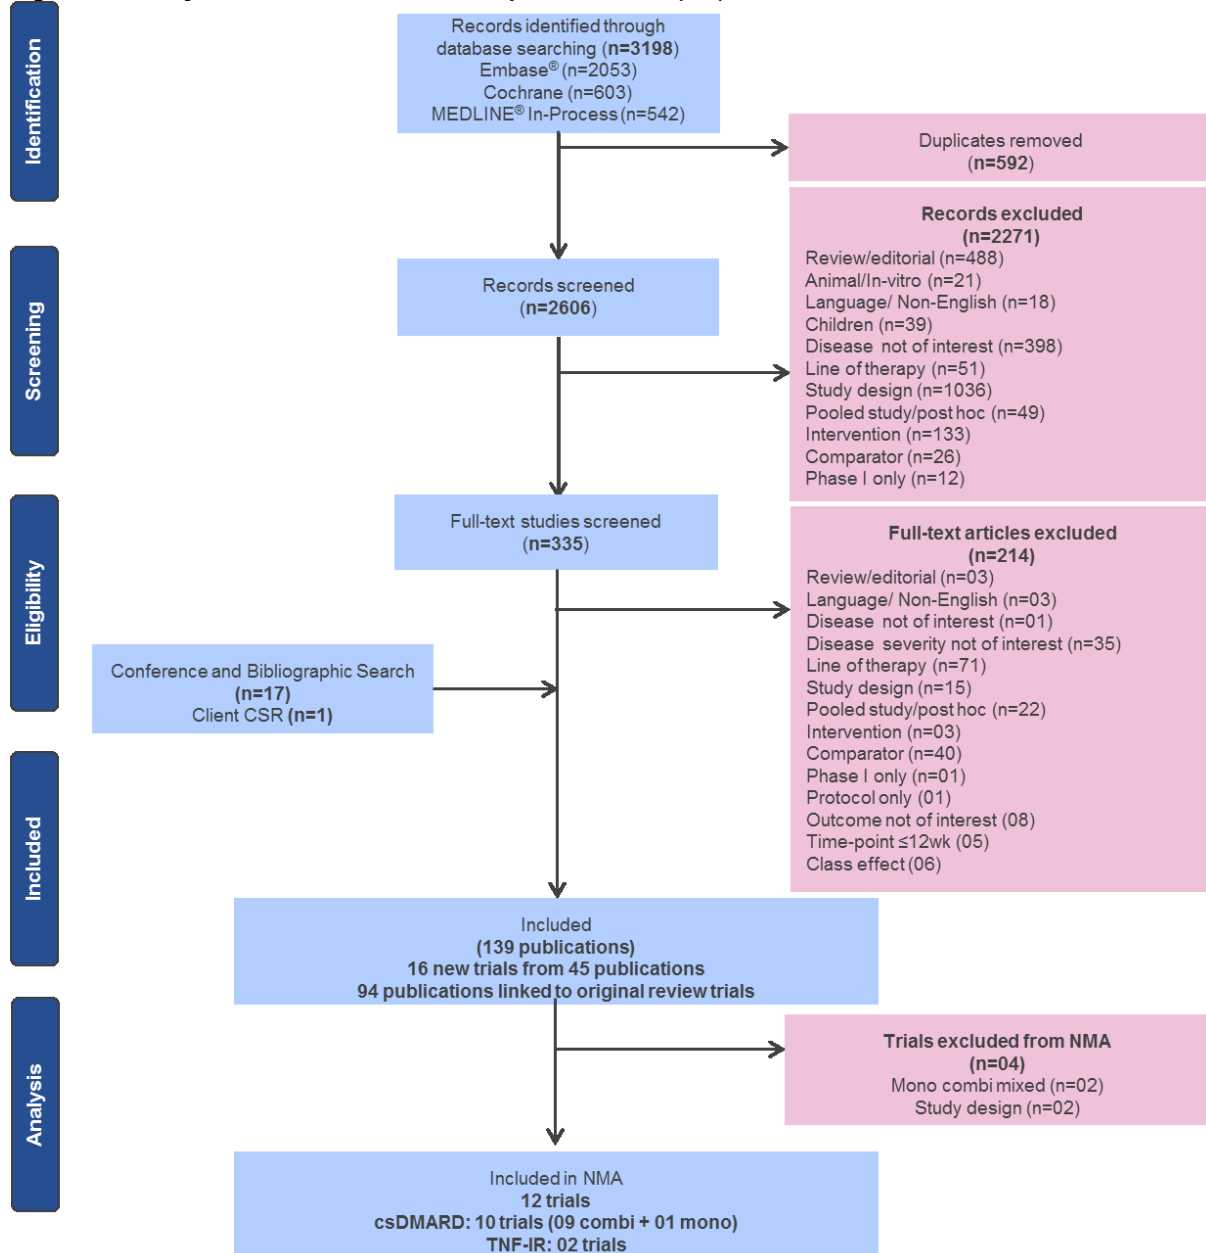 Identification
Records identified through
database searching (n=3198)
Embase® (n=2053)
Cochrane (n=603)
MEDLINE® In-Process (n=542)
Duplicates removed
(n=592)
Screening
Records screened
(n=2606)
Records excluded
(n=2271)
Review/editorial (n=488)
Animal/In-vitro (n=21)
Language/ Non-English (n=18)
Children (n=39)
Disease not of interest (n=398)
Line of therapy (n=51)
Study design (n=1036)
Pooled study/post hoc (n=49)
Intervention (n=133)
Comparator (n=26)
Phase I only (n=12)
Eligibility
Full-text studies screened
(n=335)
Full-text articles excluded
(n=214)
Review/editorial (n=03)
Language/ Non-English (n=03)
Disease not of interest (n=01)
Disease severity not of interest (n=35)
Line of therapy (n=71)
Study design (n=15)
Pooled study/post hoc (n=22)
Intervention (n=03)
Comparator (n=40)
Phase I only (n=01)
Protocol only (01)
Outcome not of interest (08)
Time-point ≤12wk (05)
Class effect (06)
Conference and Bibliographic Search
(n=17)
Client CSR (n=1)
Included
Included
(139 publications)
16 new trials from 45 publications
94 publications linked to original review trials
Analysis
Trials excluded from NMA
(n=04)
Mono combi mixed (n=02)
Study design (n=02)
Included in NMA
12 trials
csDMARD: 10 trials (09 combi + 01 mono)
TNF-IR: 02 trials